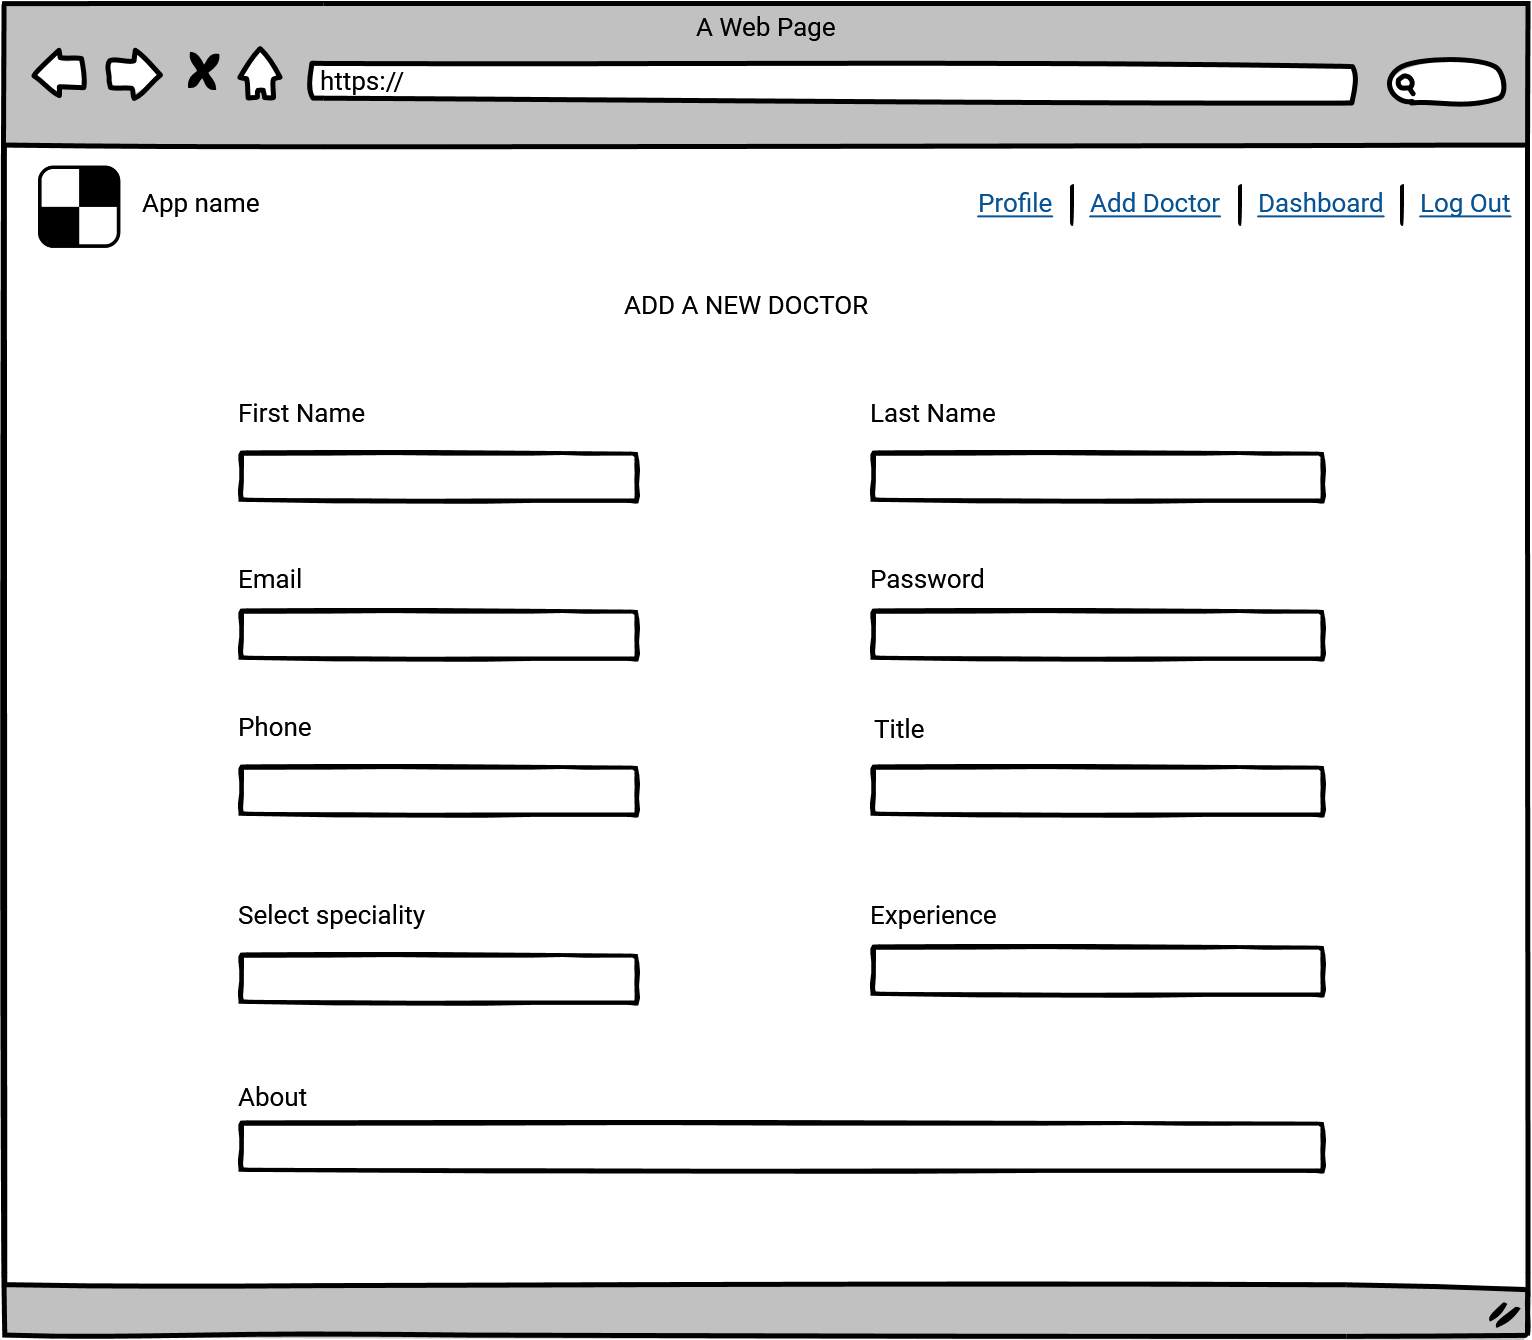 A Web Page
https://
App name
Profile Add Doctor Dashboard Log Out
ADD A NEW DOCTOR
First Name Last Name
Email Password
Phone Title
Select speciality Experience
About